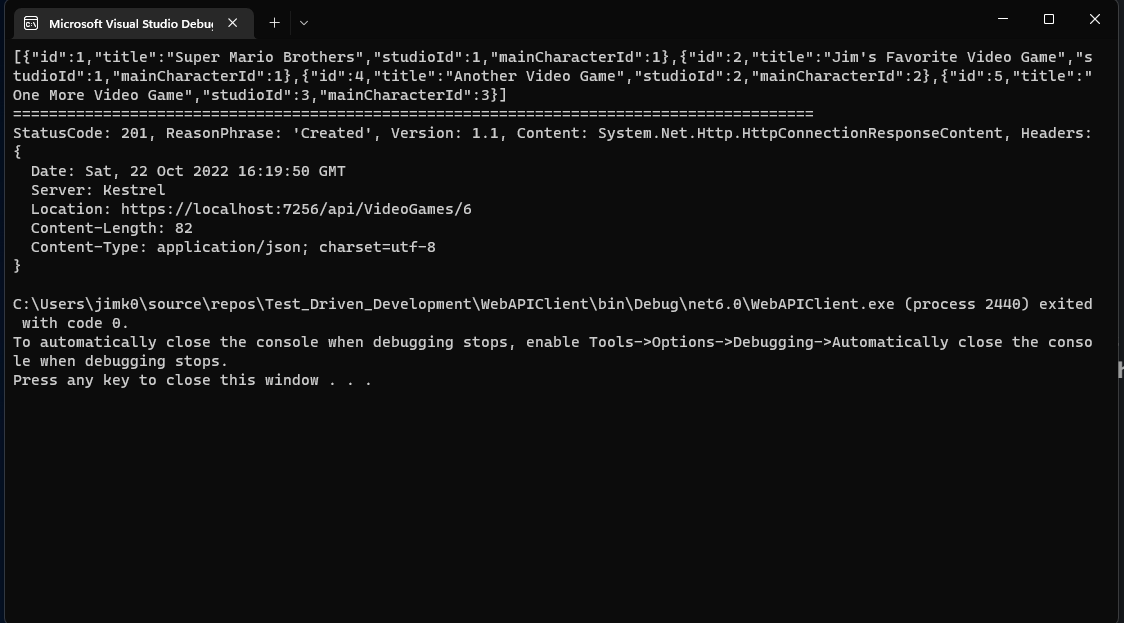 Microsoft Visual Studio Debu
[{"id":1,"title":"Super Mario Brothers","studioId":1,"mainCharacterId":1},{"id":2,"title":"Jim's Favorite Video Game","s
tudioId":1,"mainCharacterId":1},{"id":4,"title":"Another Video Game","studioId":2,"mainCharacterId":2},{"id":5,"title":"
One More Video Game","studioId":3,"mainCharacterId":3}]
=========================================================================================
StatusCode: 201, ReasonPhrase: 'Created', Version: 1.1, Content: System.Net.Http.HttpConnectionResponseContent, Headers:
{
  Date: Sat, 22 Oct 2022 16:19:50 GMT
  Server: Kestrel
  Location: https://localhost:7256/api/VideoGames/6
  Content-Length: 82
  Content-Type: application/json; charset=utf-8
}
C:\Users\jimk0\source\repos\Test_Driven_Development\WebAPIClient\bin\Debug\net6.0\WebAPIClient.exe (process 2440) exited
 with code 0.
To automatically close the console when debugging stops, enable Tools->Options->Debugging->Automatically close the conso
le when debugging stops.
Press any key to close this window . . .